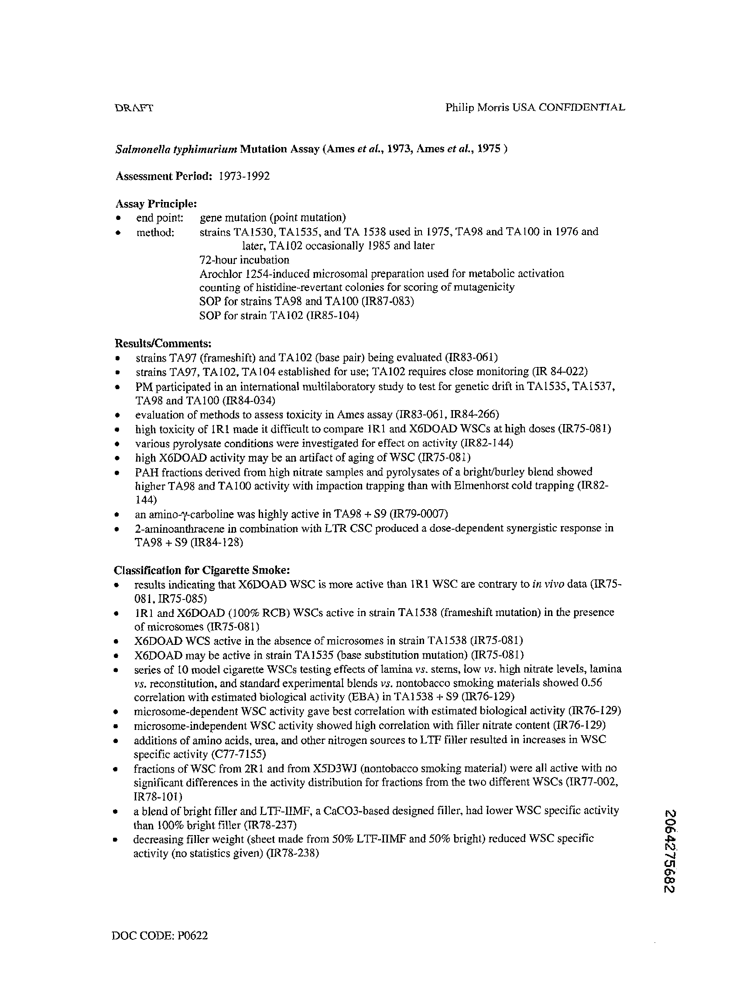 DRAFT
Philip Morris USA CONFIDENTIAL
Salmonella typhimurium Mutation Assay (Ames et al., 1973, Ames et al., 1975 )
Assessment Period: 1973-1992
Assay Principle:
• end point: gene mutation (point mutation)
• method: strains TA1530, TA1535, and TA 1538 used in 1975, TA98 and TA100 in 1976 and
later, TA102 occasionally 1985 and later
72-hour incubation
Arochlor 1254-induced microsomal preparation used for metabolic activation
counting of histidine-revertant colonies for scoring of mutagenicity
SOP for strains TA98 and TA100 (IR87-083)
SOP for strain TA102 (IR85-104)
Results/Comments:
• strains TA97 (frameshift) and TA102 (base pair) being evaluated (IR83-061)
• strains TA97, TA102, TA104 established for use; TA102 requires close monitoring (IR 84-022)
• PM participated in an international multilaboratory study to test for genetic drift in TA1535, TA1537,
TA98 and TA100 (IR84-034)
• evaluation of methods to assess toxicity in Ames assay (IR83-061, IR84-266)
• high toxicity of 1R1 made it difficult to compare 1R1 and X6DOAD WSCs at high doses (IR75-081)
• various pyrolysate conditions were investigated for effect on activity (IR82-144)
• high X6DOAD activity may be an artifact of aging of WSC (IR75-081)
• PAH fractions derived from high nitrate samples and pyrolysates of a bright/burley blend showed
higher TA98 and TA100 activity with impaction trapping than with Elmenhorst cold trapping (IR82-
144)
• an amino-γ-carboline was highly active in TA98 + S9 (IR79-0007)
• 2-aminoanthracene in combination with LTR CSC produced a dose-dependent synergistic response in
TA98 + S9 (IR84-128)
Classification for Cigarette Smoke:
• results indicating that X6DOAD WSC is more active than 1R1 WSC are contrary to in vivo data (IR75-
081, IR75-085)
• 1R1 and X6DOAD (100% RCB) WSCs active in strain TA1538 (frameshift mutation) in the presence
of microsomes (IR75-081)
• X6DOAD WCS active in the absence of microsomes in strain TA1538 (IR75-081)
• X6DOAD may be active in strain TA1535 (base substitution mutation) (IR75-081)
• series of 10 model cigarette WSCs testing effects of lamina vs. stems, low vs. high nitrate levels, lamina
vs. reconstitution, and standard experimental blends vs. nontobacco smoking materials showed 0.56
correlation with estimated biological activity (EBA) in TA1538 + S9 (IR76-129)
• microsome-dependent WSC activity gave best correlation with estimated biological activity (IR76-129)
• microsome-independent WSC activity showed high correlation with filler nitrate content (IR76-129)
• additions of amino acids, urea, and other nitrogen sources to LTF filler resulted in increases in WSC
specific activity (C77-7155)
• fractions of WSC from 2R1 and from X5D3WJ (nontobacco smoking material) were all active with no
significant differences in the activity distribution for fractions from the two different WSCs (IR77-002,
IR78-101)
• a blend of bright filler and LTF-IIMF, a CaCO3-based designed filler, had lower WSC specific activity
than 100% bright filler (IR78-237)
• decreasing filler weight (sheet made from 50% LTF-IIMF and 50% bright) reduced WSC specific
activity (no statistics given) (IR78-238)
2064275682
DOC CODE: P0622